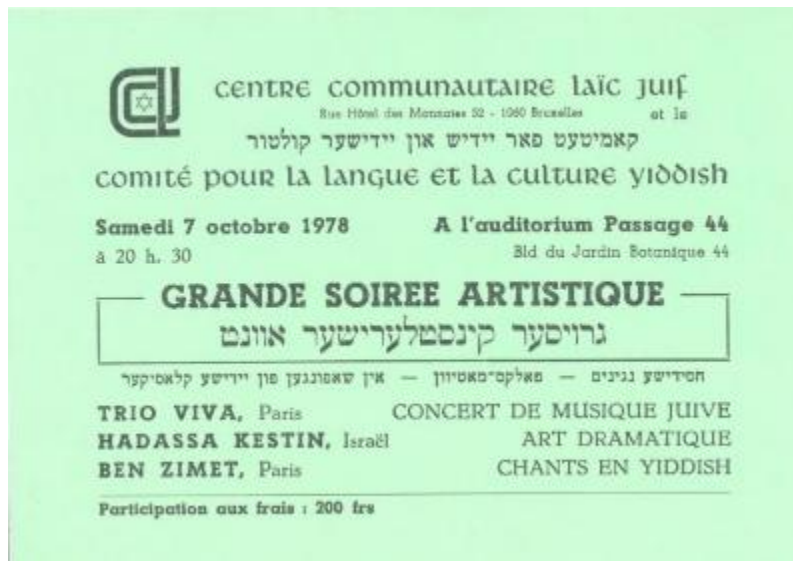 CENTRE COMMUNAUTAIRE LAÏC JUIF
Rue Hôtel des Monnaies 52 - 1060 Bruxelles et le
קאמיטעט פאר יידיש און יידישער קולטור
COMITÉ POUR LA LANGUE ET LA CULTURE YIDDISH
Samedi 7 octobre 1978 A l'auditorium Passage 44
à 20 h. 30 Bld du Jardin Botanique 44
GRANDE SOIREE ARTISTIQUE
גרויסער קינסטלערישער אוונט
חסידישע נגינים — פאלקס־מאטיוון — אין שאפונגען פון יידישע קלאסיקער
TRIO VIVA, Paris CONCERT DE MUSIQUE JUIVE
HADASSA KESTIN, Israël ART DRAMATIQUE
BEN ZIMET, Paris CHANTS EN YIDDISH
Participation aux frais : 200 frs